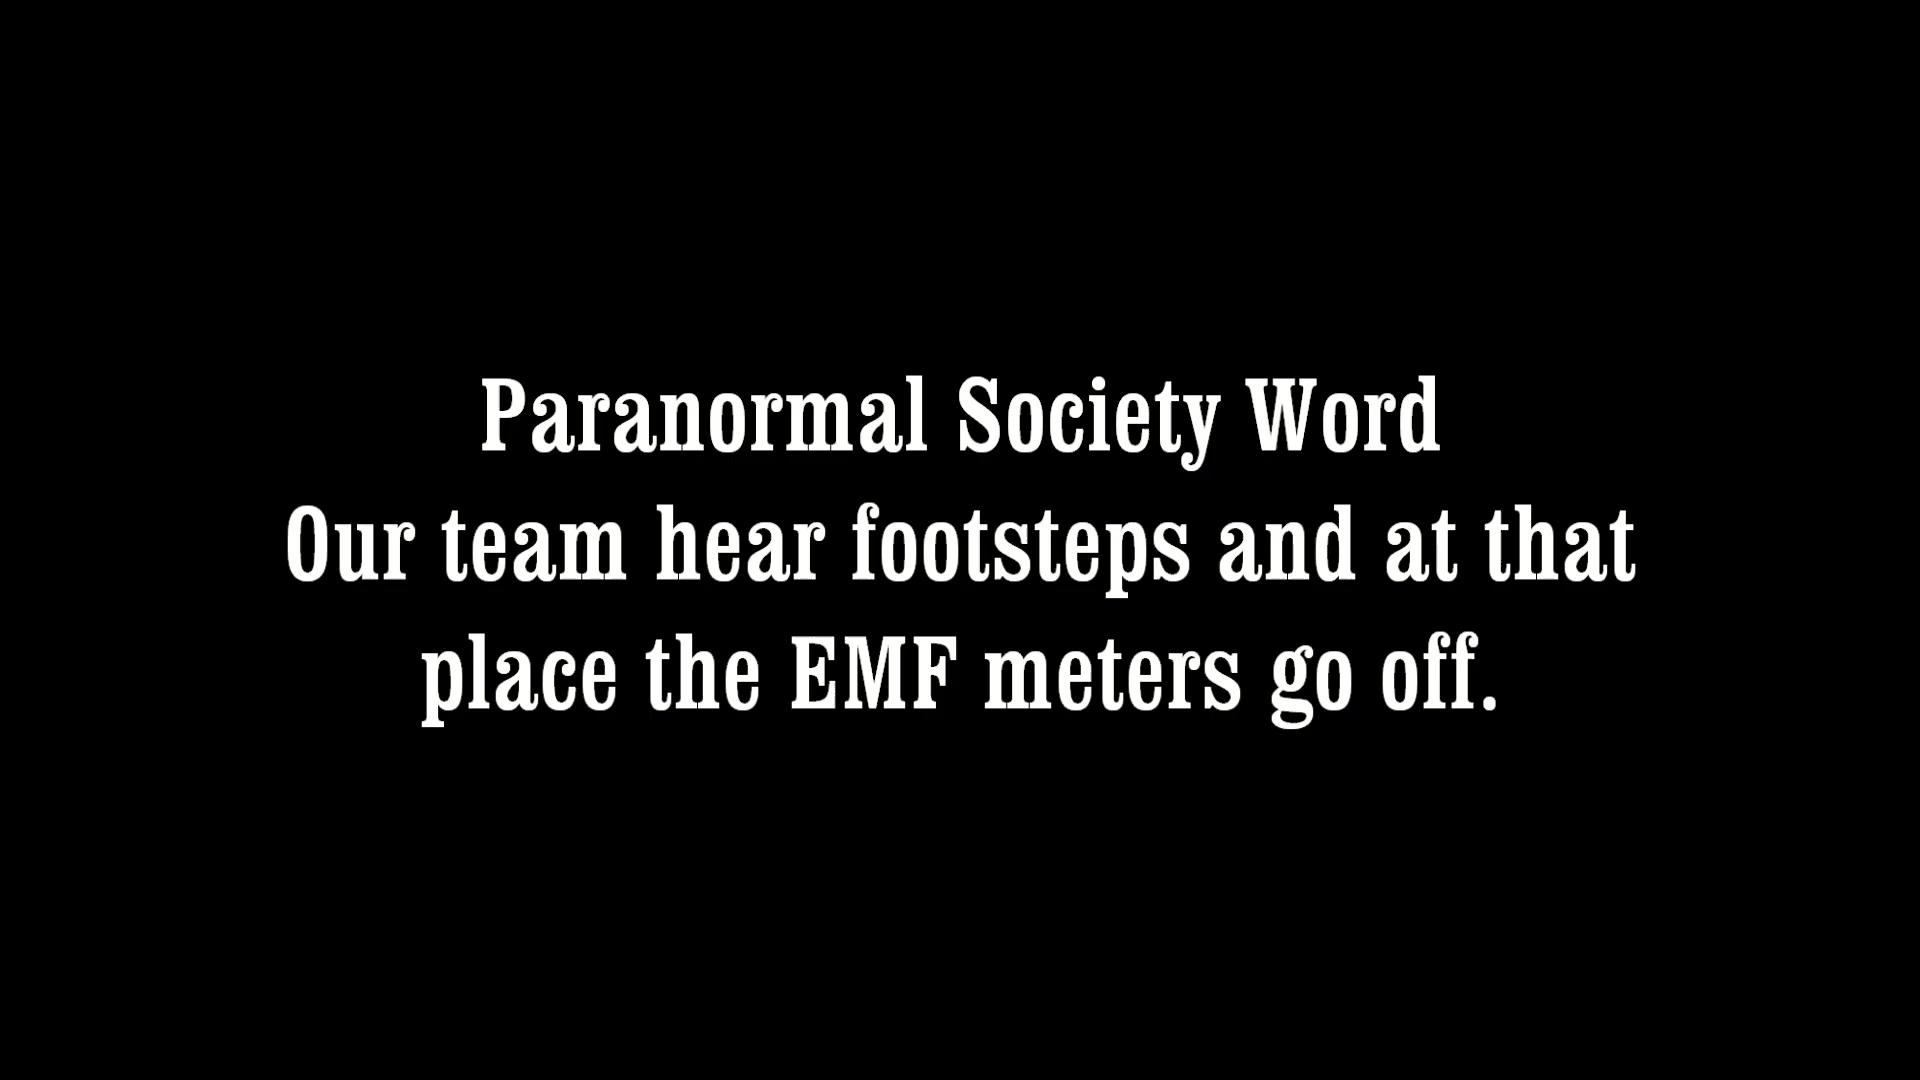 Paranormal Society Word
Our team hear footsteps and at that
place the EMF meters go off.